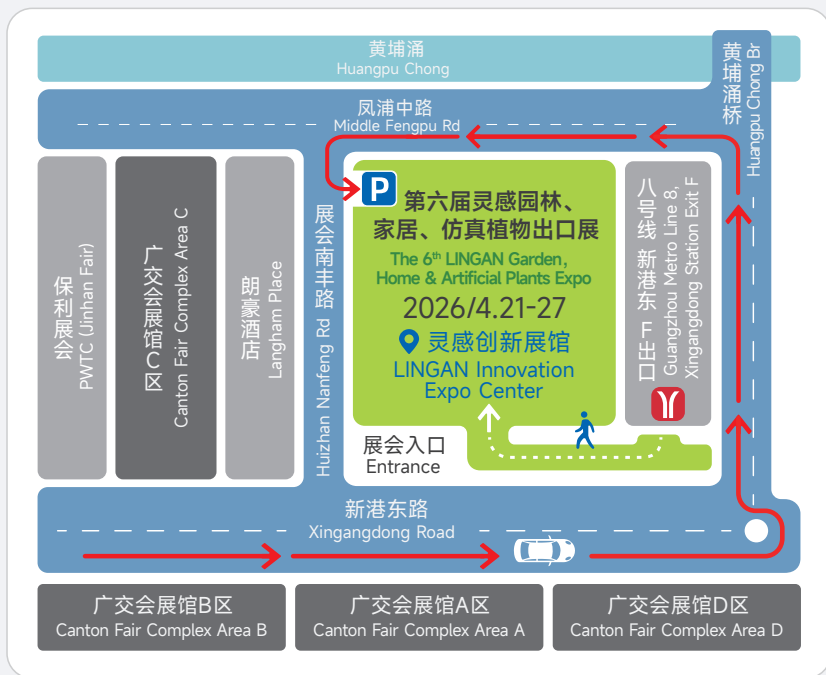 黄埔涌
Huangpu Chong
黄埔涌桥
Huangpu Chong Br
凤浦中路
Middle Fengpu Rd
保利展会
PWTC (Jinhan Fair)
广交会展馆C区
Canton Fair Complex Area C
朗豪酒店
Langham Place
展会南丰路
Huizhan Nanfeng Rd
P
第六届灵感园林、
家居、仿真植物出口展
The 6th LINGAN Garden,
Home & Artificial Plants Expo
2026/4.21-27
灵感创新展馆
LINGAN Innovation
Expo Center
八号线 新港东 F出口
Guangzhou Metro Line 8,
Xingangdong Station Exit F
展会入口
Entrance
新港东路
Xingangdong Road
广交会展馆B区
Canton Fair Complex Area B
广交会展馆A区
Canton Fair Complex Area A
广交会展馆D区
Canton Fair Complex Area D